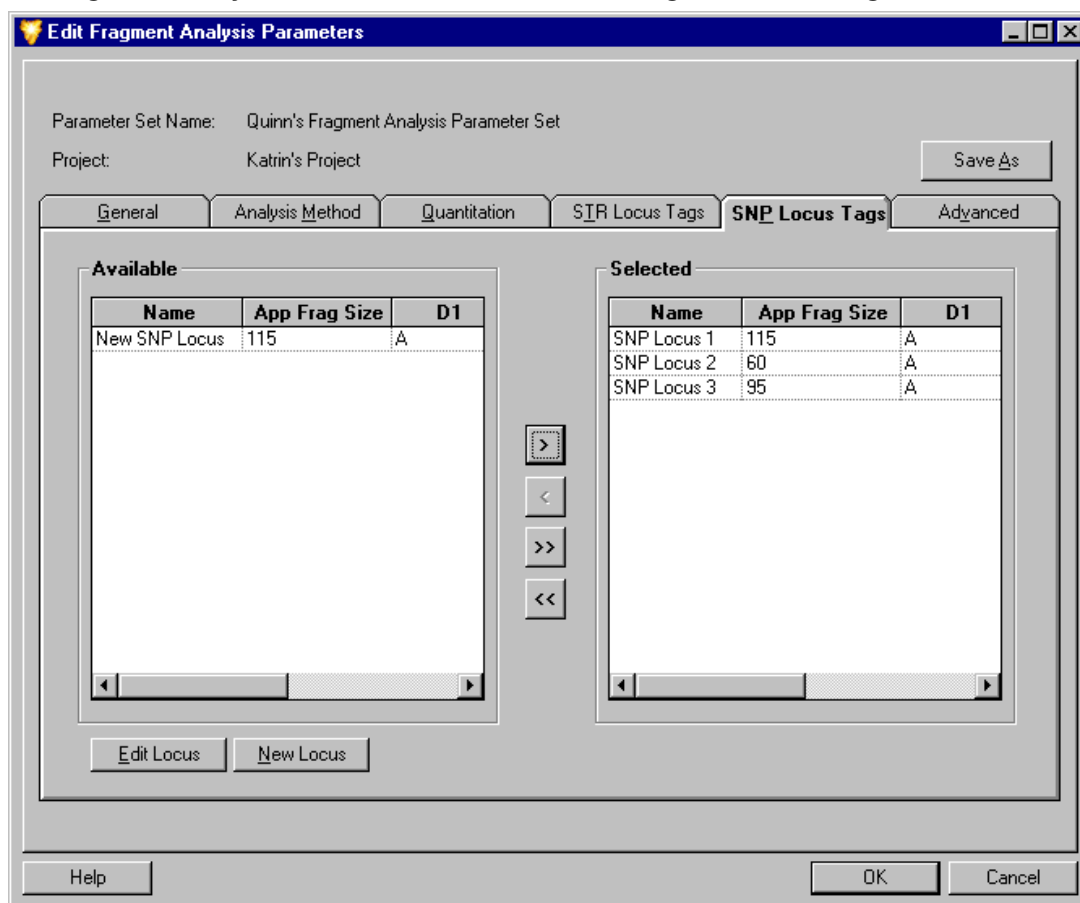 Edit Fragment Analysis Parameters
Parameter Set Name: Quinn's Fragment Analysis Parameter Set
Project: Katrin's Project
Save As
General Analysis Method Quantitation STR Locus Tags SNP Locus Tags Advanced
Available Selected
Name App Frag Size D1 Name App Frag Size D1
New SNP Locus 115 A SNP Locus 1 115 A
SNP Locus 2 60 A
SNP Locus 3 95 A
>
<
>>
<<
Edit Locus New Locus
Help OK Cancel